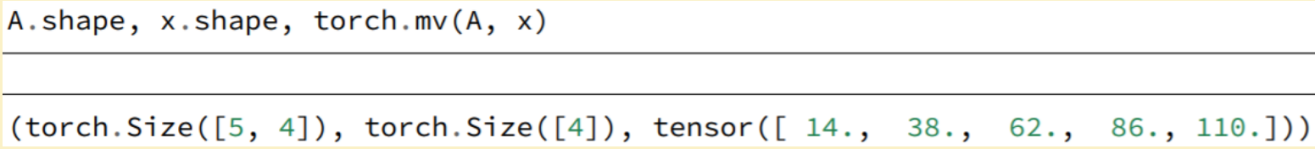 A.shape, x.shape, torch.mv(A, x)
(torch.Size([5, 4]), torch.Size([4]), tensor([ 14.,  38.,  62.,  86., 110.]))